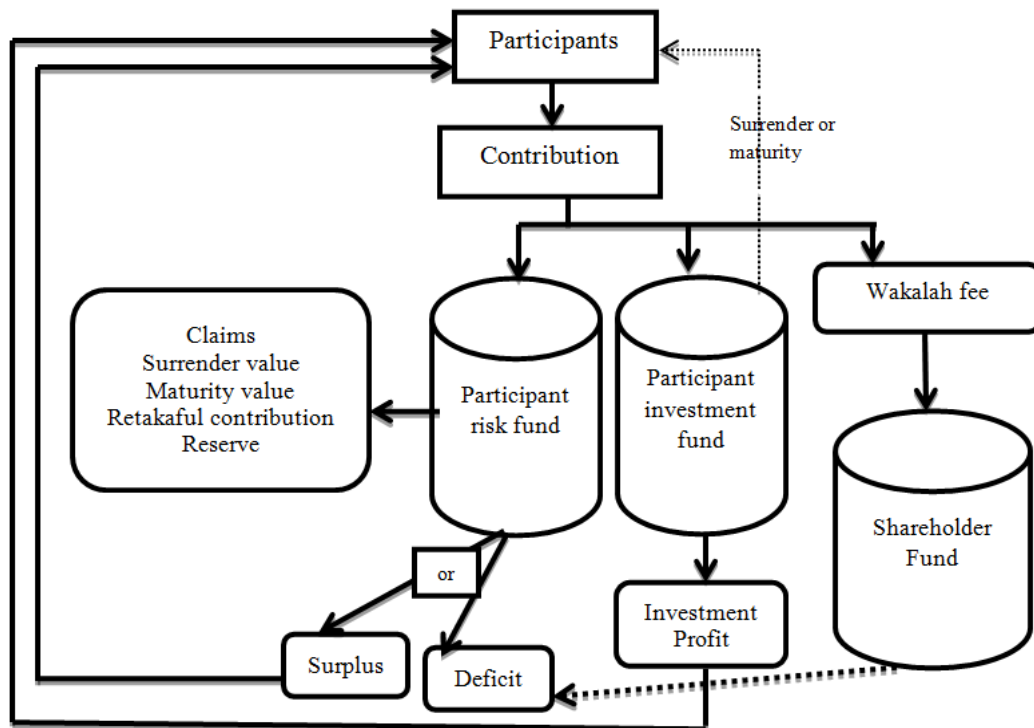 Participants
Contribution
Surrender or
maturity
Wakalah fee
Claims
Surrender value
Maturity value
Retakaful contribution
Reserve
Participant
risk fund
Participant
investment
fund
Shareholder
Fund
or
Surplus
Deficit
Investment
Profit